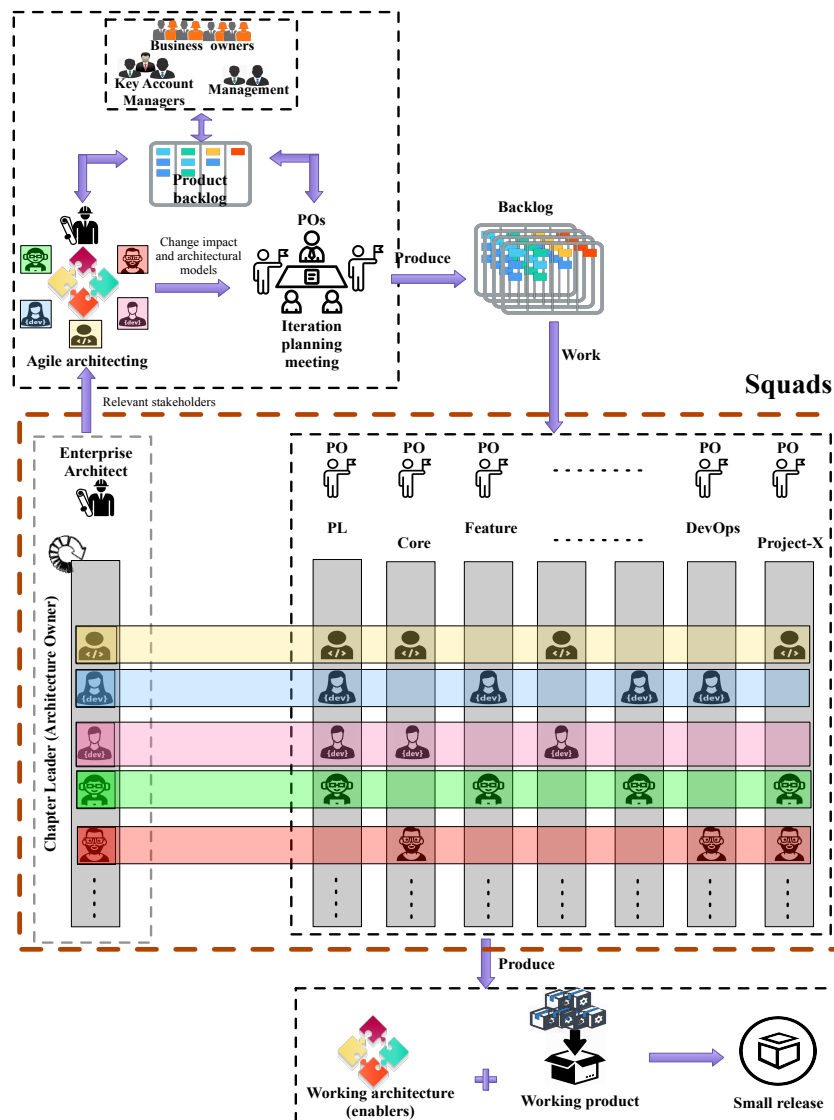 Business owners
Key Account
Managers
Management
Product
backlog
POs
Change impact
and architectural
models
Iteration
planning
meeting
Agile architecting
{dev}
</>
{dev}
Produce
Backlog
Work
Relevant stakeholders
Squads
Enterprise
Architect
Chapter Leader (Architecture Owner)
PO
PO
PO
PO
PO
PL
Core
Feature
DevOps
Project-X
</>
</>
</>
</>
</>
{dev}
{dev}
{dev}
{dev}
{dev}
{dev}
{dev}
{dev}
{dev}
Produce
Working architecture
(enablers)
Working product
Small release